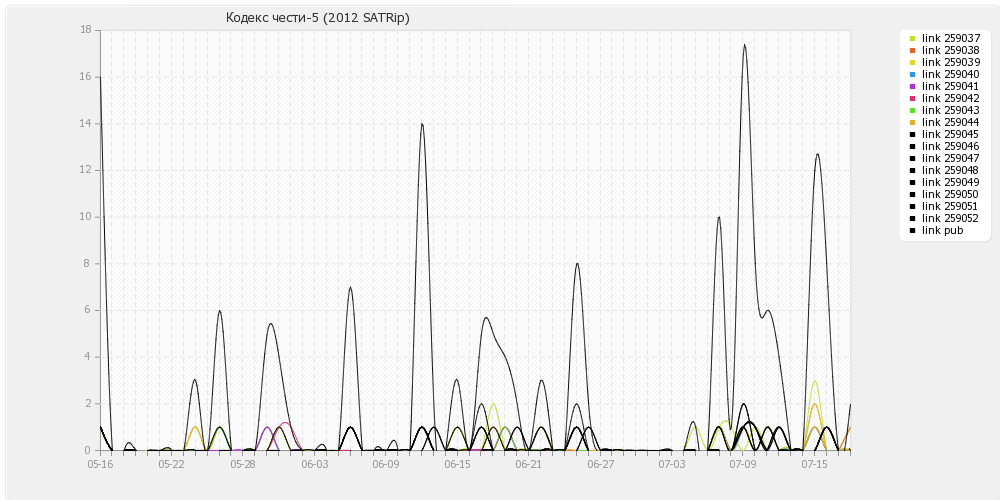 Кодекс чести-5 (2012 SATRip)
18
16
14
12
10
8
6
4
2
0
05-16 05-22 05-28 06-03 06-09 06-15 06-21 06-27 07-03 07-09 07-15
link 259037
link 259038
link 259039
link 259040
link 259041
link 259042
link 259043
link 259044
link 259045
link 259046
link 259047
link 259048
link 259049
link 259050
link 259051
link 259052
link pub